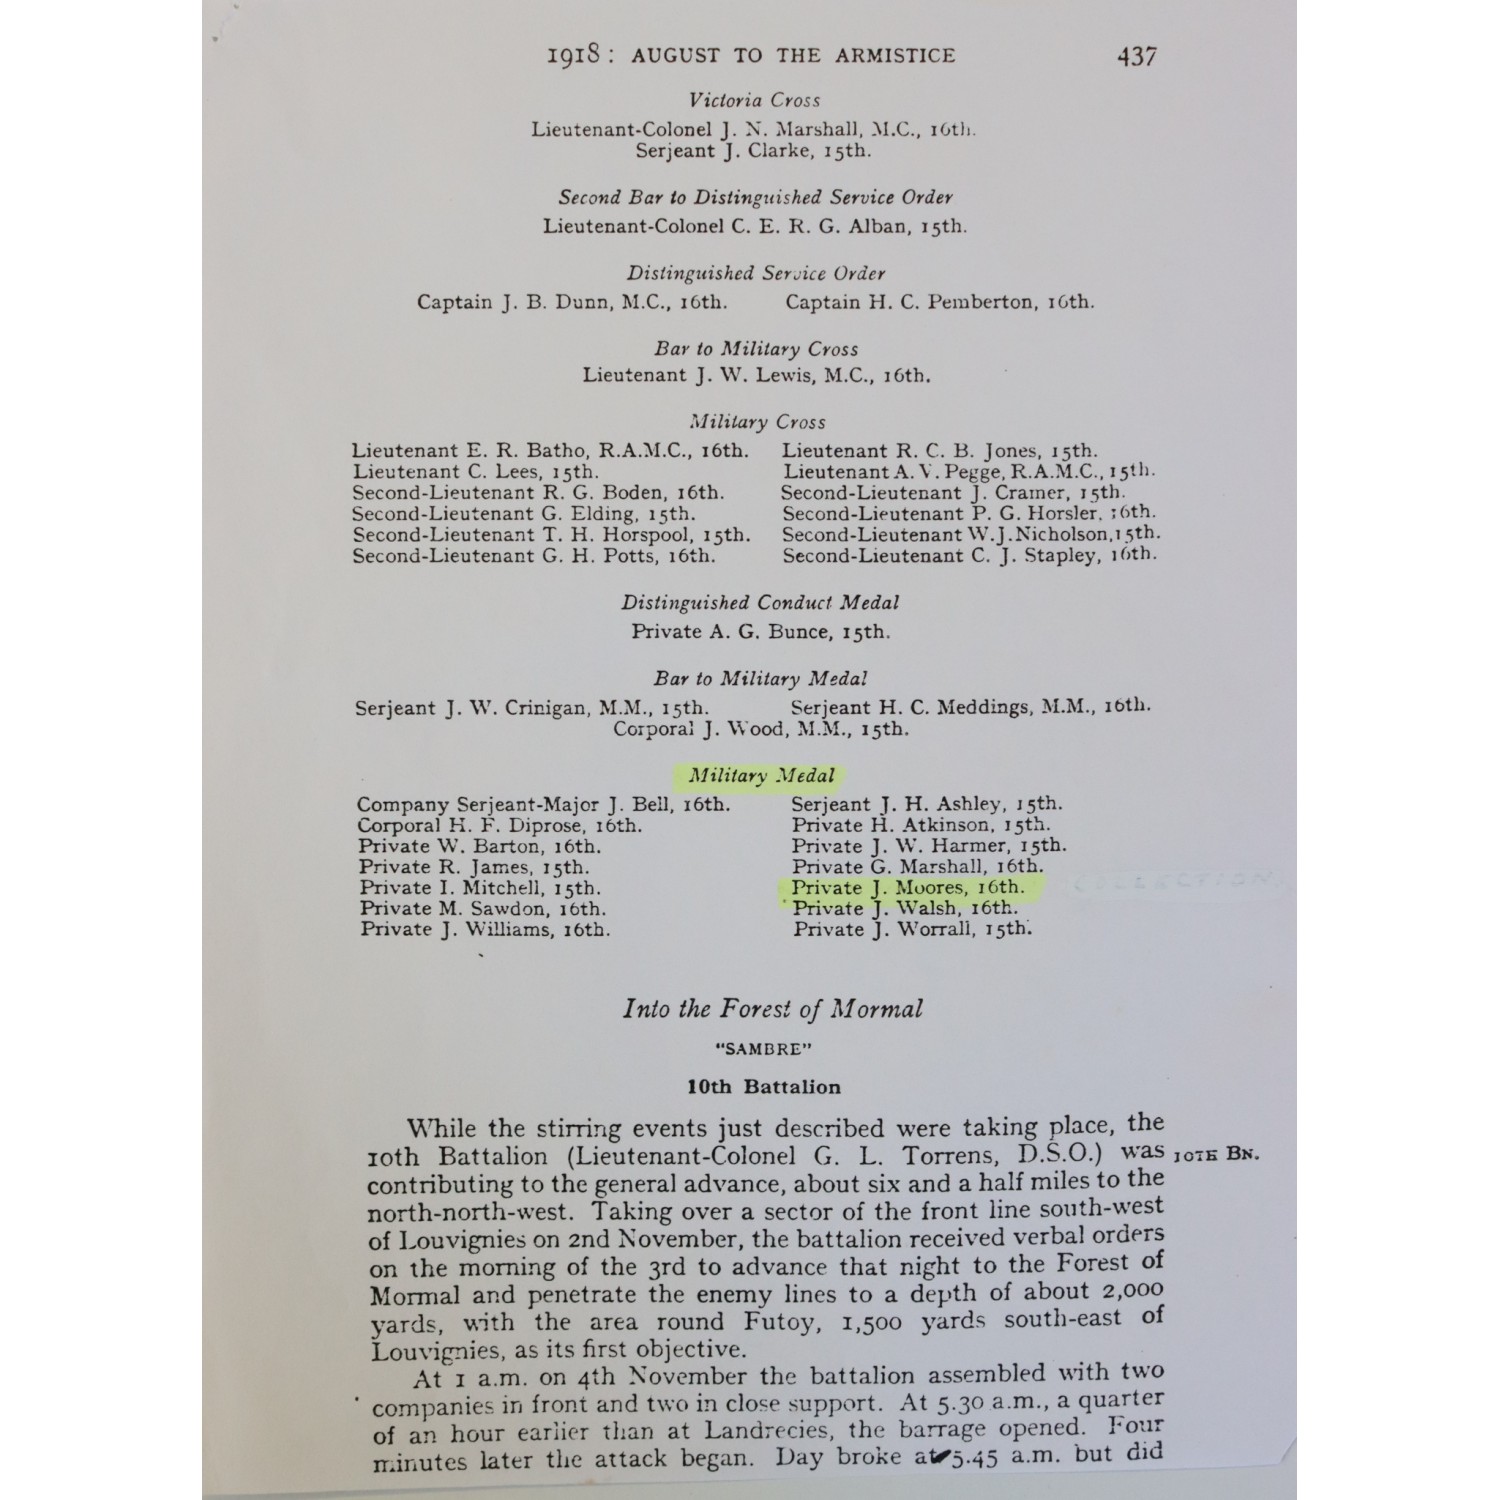 1918: AUGUST TO THE ARMISTICE 437
Victoria Cross
Lieutenant-Colonel J. N. Marshall, M.C., 16th.
Serjeant J. Clarke, 15th.
Second Bar to Distinguished Service Order
Lieutenant-Colonel C. E. R. G. Alban, 15th.
Distinguished Service Order
Captain J. B. Dunn, M.C., 16th. Captain H. C. Pemberton, 16th.
Bar to Military Cross
Lieutenant J. W. Lewis, M.C., 16th.
Military Cross
Lieutenant E. R. Batho, R.A.M.C., 16th. Lieutenant R. C. B. Jones, 15th.
Lieutenant C. Lees, 15th. Lieutenant A. V. Pegge, R.A.M.C., 15th.
Second-Lieutenant R. G. Boden, 16th. Second-Lieutenant J. Cramer, 15th.
Second-Lieutenant G. Elding, 15th. Second-Lieutenant P. G. Horsler, 16th.
Second-Lieutenant T. H. Horspool, 15th. Second-Lieutenant W. J. Nicholson, 15th.
Second-Lieutenant G. H. Potts, 16th. Second-Lieutenant C. J. Stapley, 16th.
Distinguished Conduct Medal
Private A. G. Bunce, 15th.
Bar to Military Medal
Serjeant J. W. Crinigan, M.M., 15th. Serjeant H. C. Meddings, M.M., 16th.
Corporal J. Wood, M.M., 15th.
Military Medal
Company Serjeant-Major J. Bell, 16th. Serjeant J. H. Ashley, 15th.
Corporal H. F. Diprose, 16th. Private H. Atkinson, 15th.
Private W. Barton, 16th. Private J. W. Harmer, 15th.
Private R. James, 15th. Private G. Marshall, 16th.
Private I. Mitchell, 15th. Private J. Moores, 16th.
Private M. Sawdon, 16th. Private J. Walsh, 16th.
Private J. Williams, 16th. Private J. Worrall, 15th.
COLLECTION
Into the Forest of Mormal
"SAMBRE"
10th Battalion
While the stirring events just described were taking place, the
10th Battalion (Lieutenant-Colonel G. L. Torrens, D.S.O.) was 10TH BN.
contributing to the general advance, about six and a half miles to the
north-north-west. Taking over a sector of the front line south-west
of Louvignies on 2nd November, the battalion received verbal orders
on the morning of the 3rd to advance that night to the Forest of
Mormal and penetrate the enemy lines to a depth of about 2,000
yards, with the area round Futoy, 1,500 yards south-east of
Louvignies, as its first objective.
At 1 a.m. on 4th November the battalion assembled with two
companies in front and two in close support. At 5.30 a.m., a quarter
of an hour earlier than at Landrecies, the barrage opened. Four
minutes later the attack began. Day broke at 5.45 a.m. but did